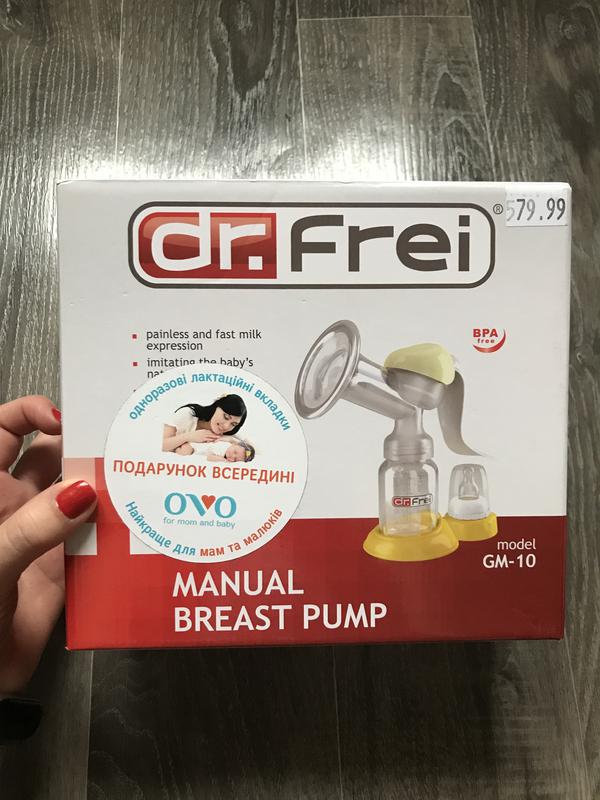 dr.Frei®
579.99
painless and fast milk
expression
imitating the baby's
BPA
free
одноразові лактаційні вкладки
ПОДАРУНОК ВСЕРЕДИНІ
OVO
for mom and baby
Найкраще для мам та малюків
dr.Frei
model
GM-10
MANUAL
BREAST PUMP